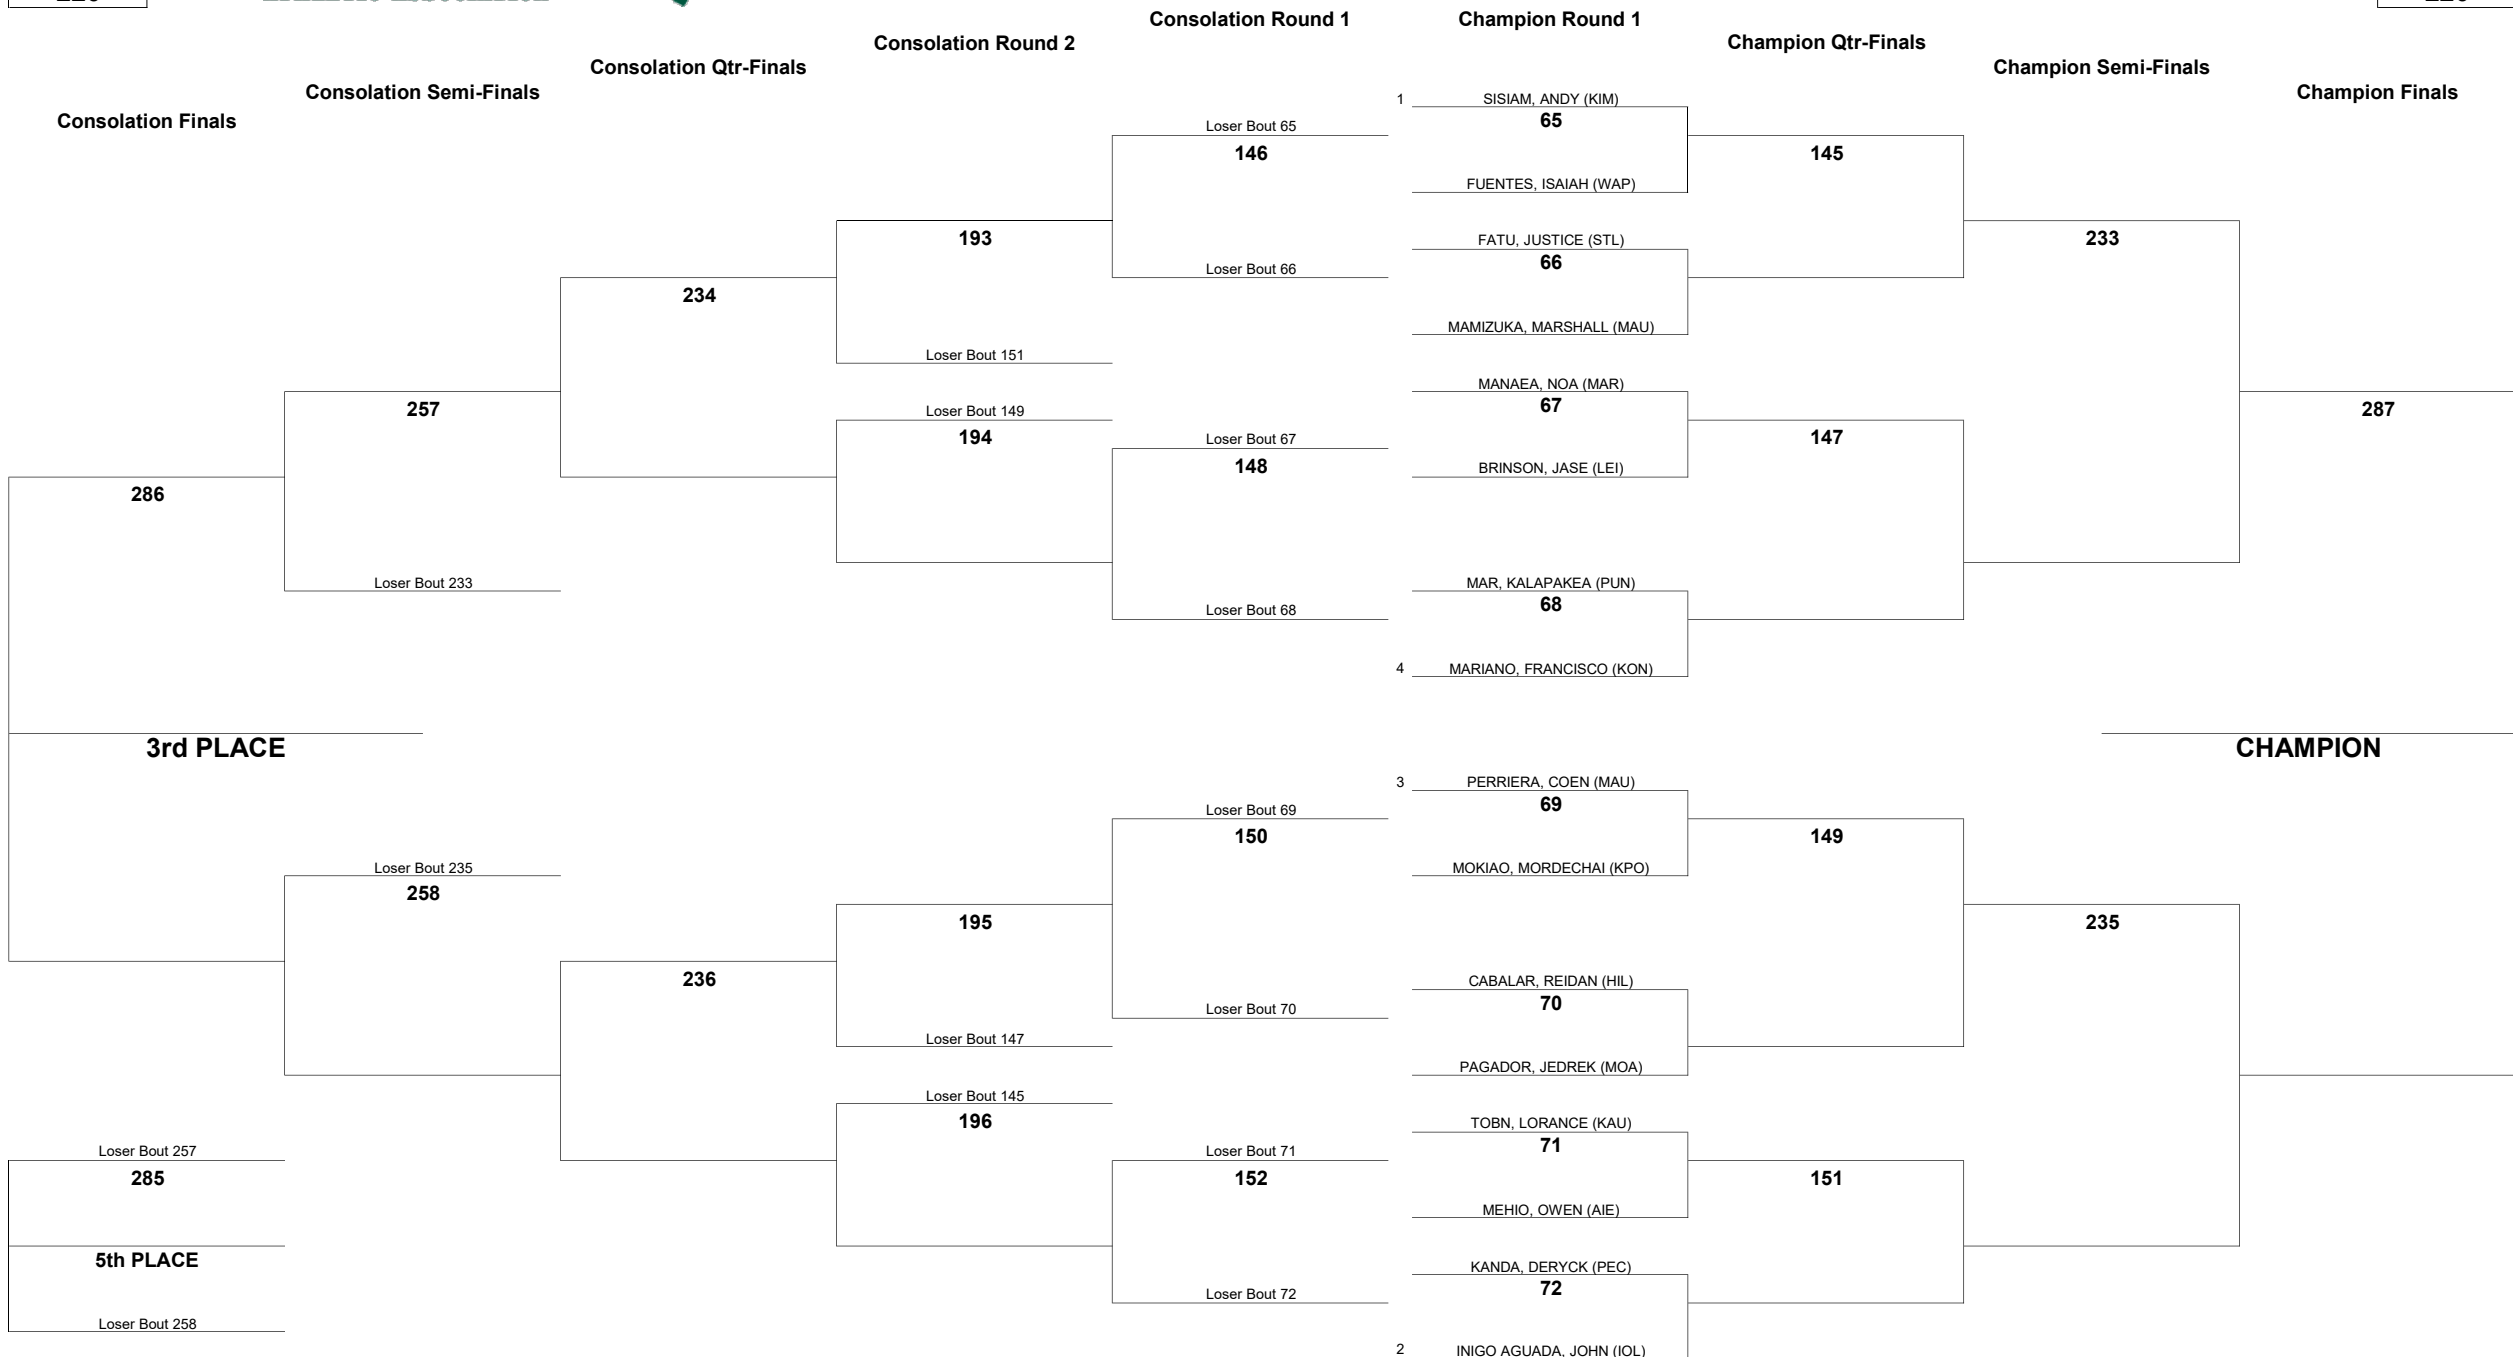 Consolation Round 1
Champion Round 1
Consolation Round 2
Champion Qtr-Finals
Consolation Qtr-Finals
Champion Semi-Finals
Consolation Semi-Finals
Champion Finals
Consolation Finals
1 SISIAM, ANDY (KIM)
65
FUENTES, ISAIAH (WAP)
FATU, JUSTICE (STL)
66
MAMIZUKA, MARSHALL (MAU)
MANAEA, NOA (MAR)
67
BRINSON, JASE (LEI)
MAR, KALAPAKEA (PUN)
68
4 MARIANO, FRANCISCO (KON)
3 PERRIERA, COEN (MAU)
69
MOKIAO, MORDECHAI (KPO)
CABALAR, REIDAN (HIL)
70
PAGADOR, JEDREK (MOA)
TOBN, LORANCE (KAU)
71
MEHIO, OWEN (AIE)
KANDA, DERYCK (PEC)
72
2 INIGO AGUADA, JOHN (IOL)
145
147
149
151
233
235
287
CHAMPION
Loser Bout 65
146
Loser Bout 66
Loser Bout 67
148
Loser Bout 68
Loser Bout 69
150
Loser Bout 70
Loser Bout 71
152
Loser Bout 72
193
Loser Bout 151
Loser Bout 149
194
195
Loser Bout 147
Loser Bout 145
196
234
236
257
Loser Bout 233
Loser Bout 235
258
286
3rd PLACE
Loser Bout 257
285
5th PLACE
Loser Bout 258